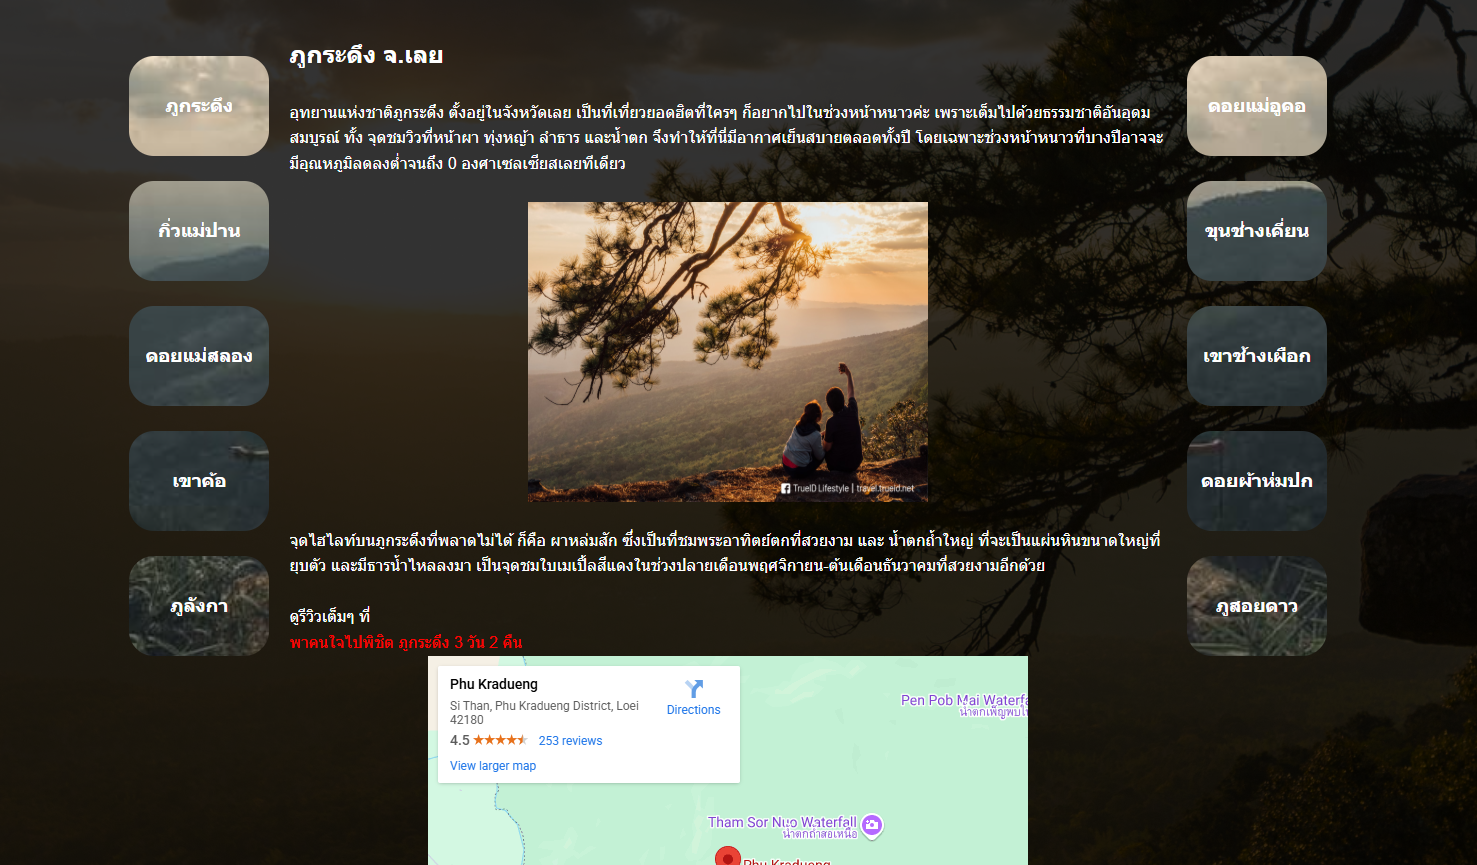 ภูกระดึง จ.เลย
ภูกระดึง
กิ่วแม่ปาน
ดอยแม่สลอง
เขาค้อ
ภูลังกา
อุทยานแห่งชาติภูกระดึง ตั้งอยู่ในจังหวัดเลย เป็นที่เที่ยวยอดฮิตที่ใครๆ ก็อยากไปในช่วงหน้าหนาวค่ะ เพราะเต็มไปด้วยธรรมชาติอันอุดม
สมบูรณ์ ทั้ง จุดชมวิวที่หน้าผา ทุ่งหญ้า ลำธาร และน้ำตก จึงทำให้ที่นี่มีอากาศเย็นสบายตลอดทั้งปี โดยเฉพาะช่วงหน้าหนาวที่บางปีอาจจะ
มีอุณหภูมิลดลงต่ำจนถึง 0 องศาเซลเซียสเลยทีเดียว
TrueID Lifestyle | travel.trueid.net
จุดไฮไลท์บนภูกระดึงที่พลาดไม่ได้ ก็คือ ผาหล่มสัก ซึ่งเป็นที่ชมพระอาทิตย์ตกที่สวยงาม และ น้ำตกถ้ำใหญ่ ที่จะเป็นแผ่นหินขนาดใหญ่ที่
ยุบตัว และมีธารน้ำไหลลงมา เป็นจุดชมใบเมเปิ้ลสีแดงในช่วงปลายเดือนพฤศจิกายน-ต้นเดือนธันวาคมที่สวยงามอีกด้วย
ดูรีวิวเต็มๆ ที่
พาคนใจไปพิชิต ภูกระดึง 3 วัน 2 คืน
Phu Kradueng
Si Than, Phu Kradueng District, Loei
42180
Directions
4.5 253 reviews
View larger map
Pen Pob Mai Waterfa
น้ำตกเพ็ญพบให
Tham Sor Nuo Waterfall
น้ำตกถ้ำสอเหนือ
Phu Kradueng
ดอยแม่อูคอ
ขุนช่างเคี่ยน
เขาช้างเผือก
ดอยผ้าห่มปก
ภูสอยดาว